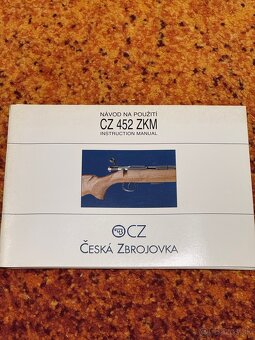 NÁVOD NA POUŽITÍ
CZ 452 ZKM
INSTRUCTION MANUAL
CZ
ČESKÁ ZBROJOVKA